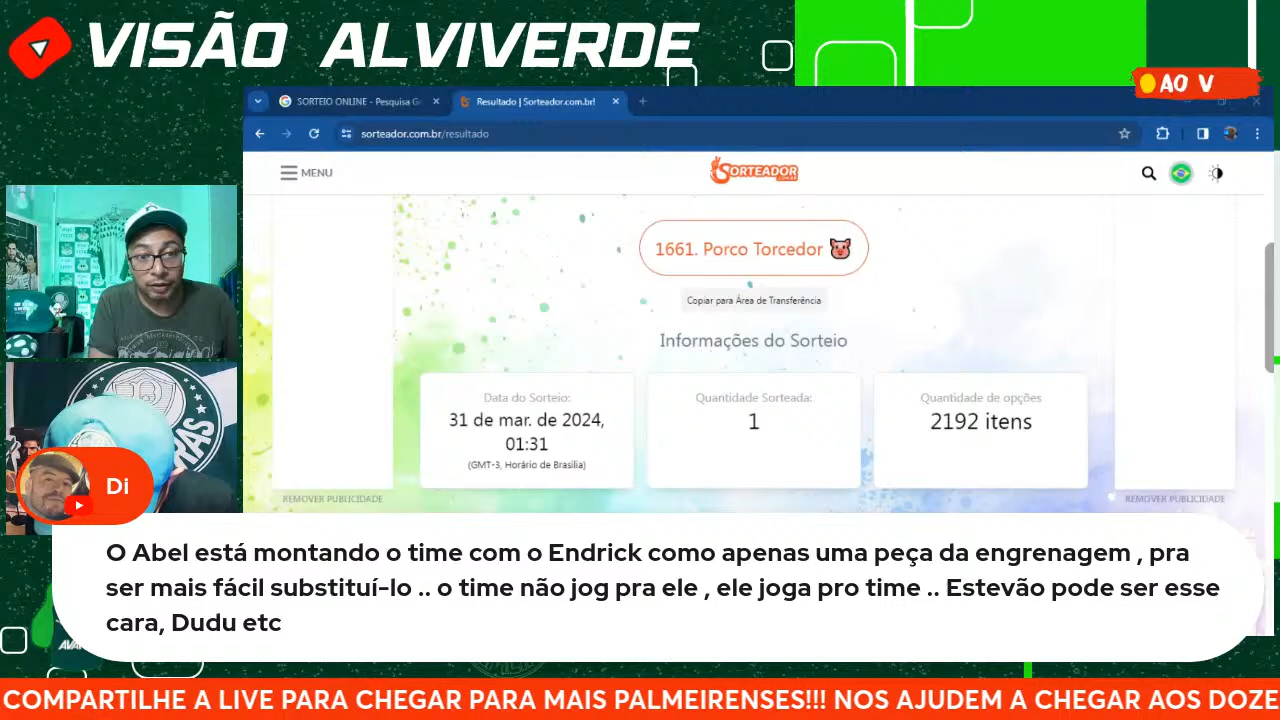 VISÃO ALVIVERDE
AO V
SORTEIO ONLINE - Pesquisa G
Resultado | Sorteador.com.br!
sorteador.com.br/resultado
MENU
SORTEADOR
.COM.BR
1661. Porco Torcedor
Copiar para Área de Transferência
Informações do Sorteio
Data do Sorteio:
31 de mar. de 2024,
01:31
(GMT-3, Horário de Brasília)
Quantidade Sorteada:
1
Quantidade de opções
2192 itens
REMOVER PUBLICIDADE
REMOVER PUBLICIDADE
Di
O Abel está montando o time com o Endrick como apenas uma peça da engrenagem , pra
ser mais fácil substituí-lo .. o time não jog pra ele , ele joga pro time .. Estevão pode ser esse
cara, Dudu etc
COMPARTILHE A LIVE PARA CHEGAR PARA MAIS PALMEIRENSES!!! NOS AJUDEM A CHEGAR AOS DOZE